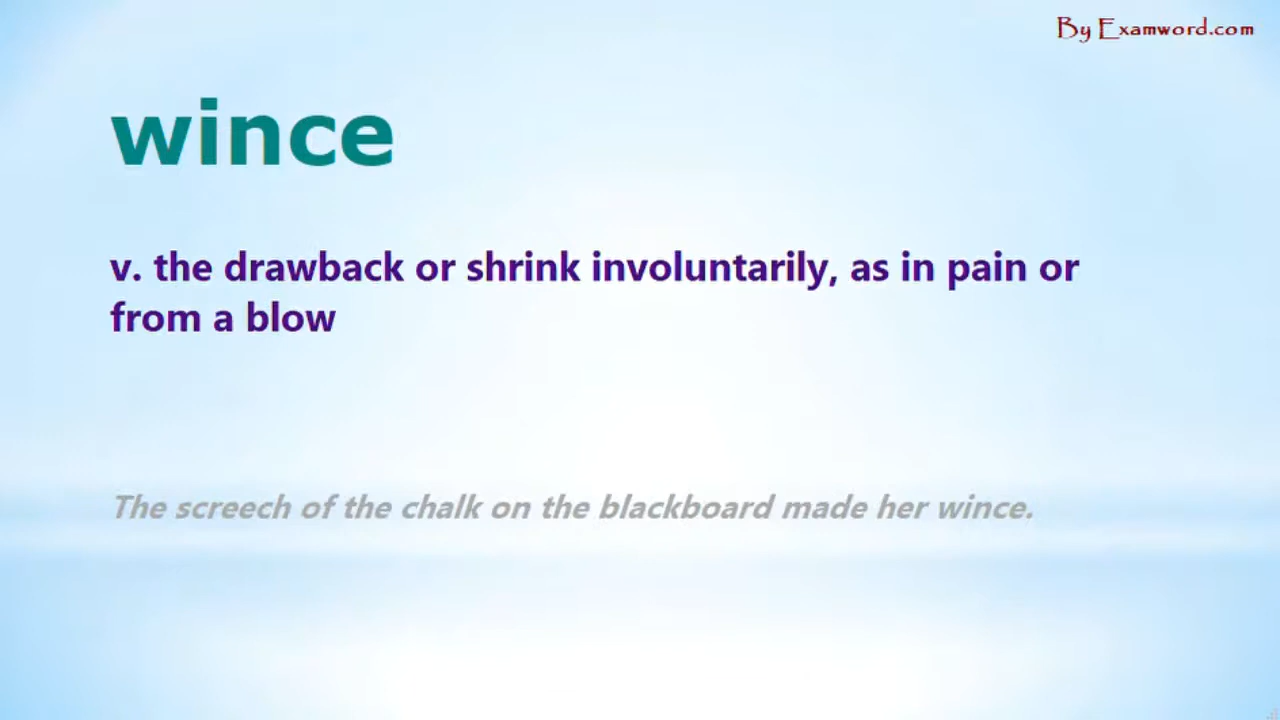 By Examword.com
wince
v. the drawback or shrink involuntarily, as in pain or
from a blow
The screech of the chalk on the blackboard made her wince.